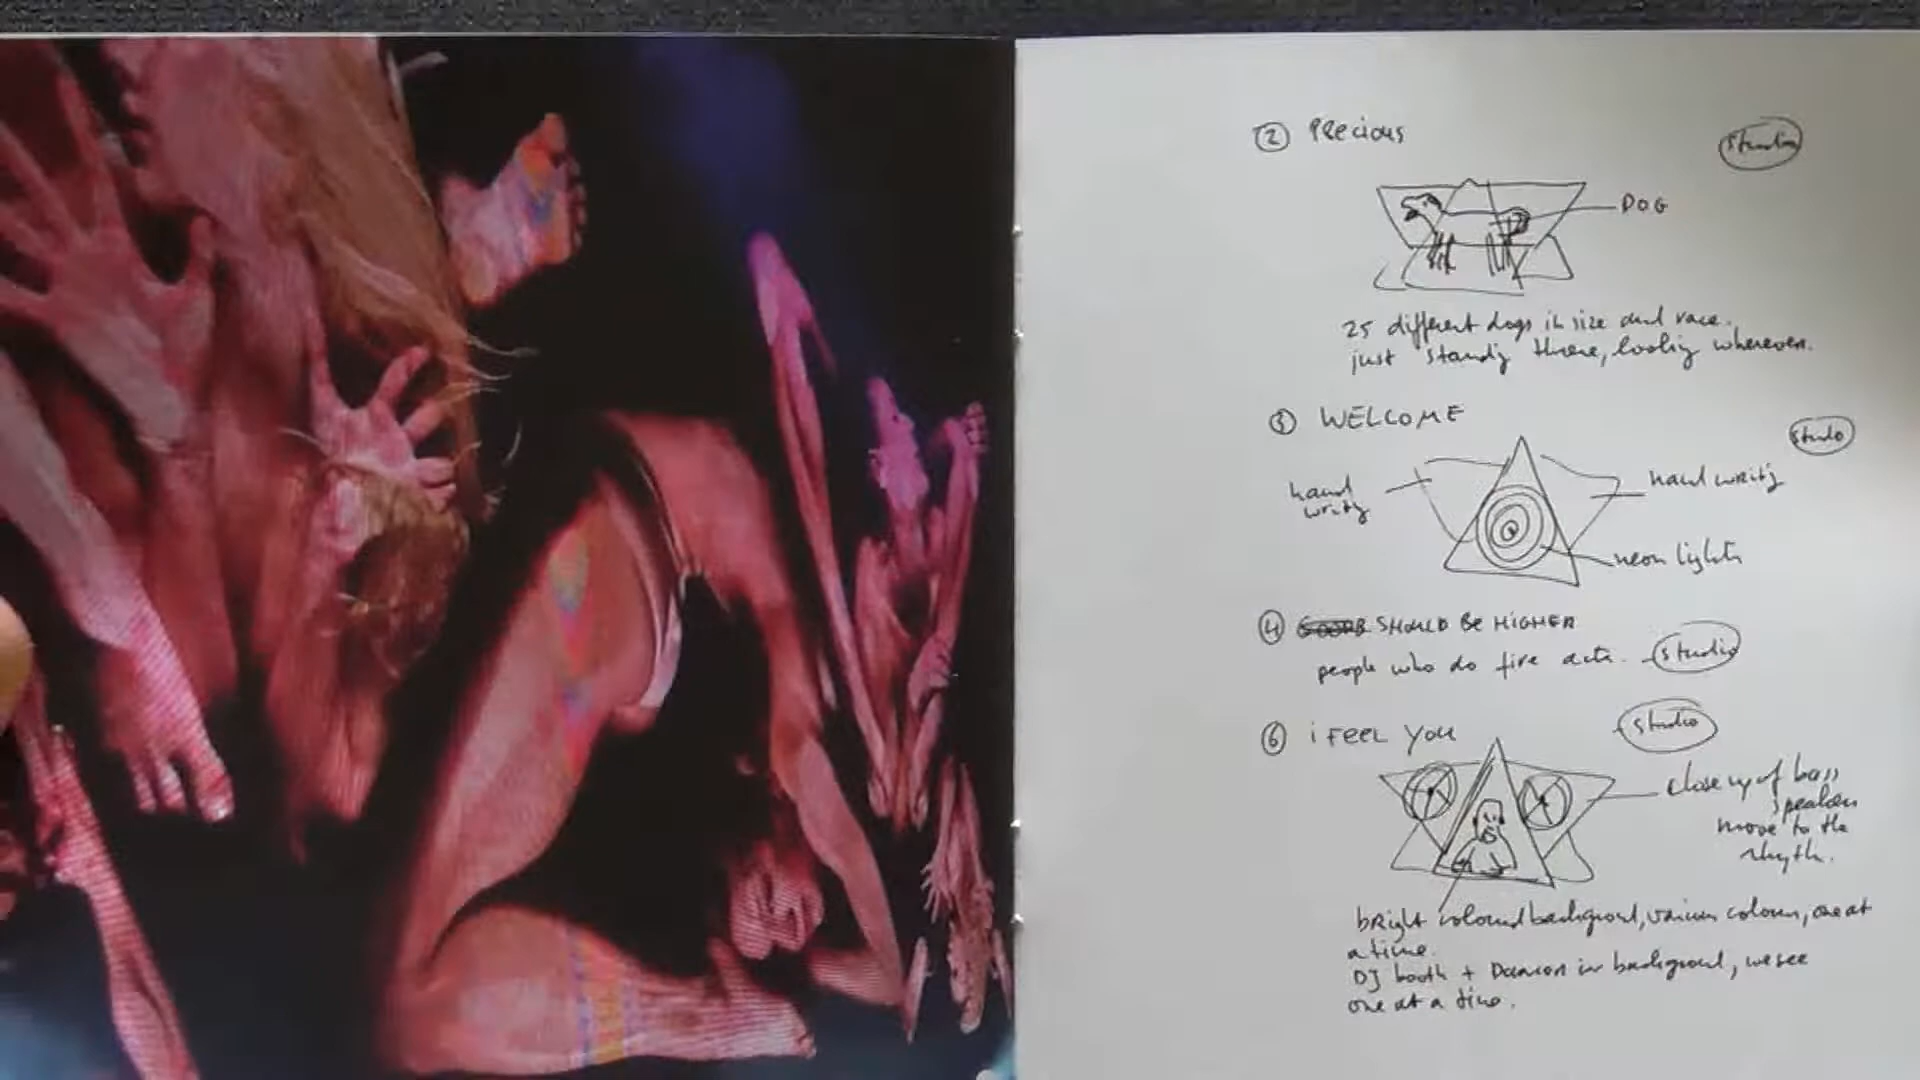 ② Precious
studio
DOG
25 different dogs in size and race.
just standing there, looking wherever.
③ WELCOME
studio
hand
writing
hand writing
neon lights
④ SHOULD BE HIGHER
people who do fire acts. studio
⑥ i FEEL YOU
studio
close up of bass
speakers
move to the
rhyth.
bright coloured background, various colours, one at
a time.
DJ booth + Dancers in background, we see
one at a time.